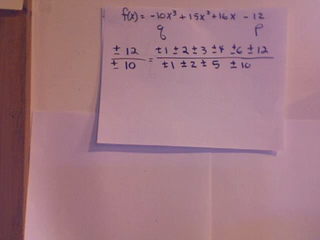 f(x) = -10x³ + 15x² + 16x - 12
q p
± 12 / ± 10 = ±1 ±2 ±3 ±4 ±6 ±12 / ±1 ±2 ±5 ±10